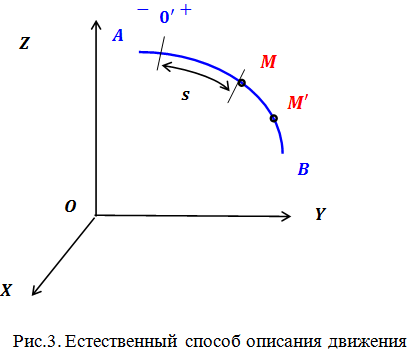 − 0′ +
Z
A
M
s
M′
B
O
Y
X
Рис.3. Естественный способ описания движения